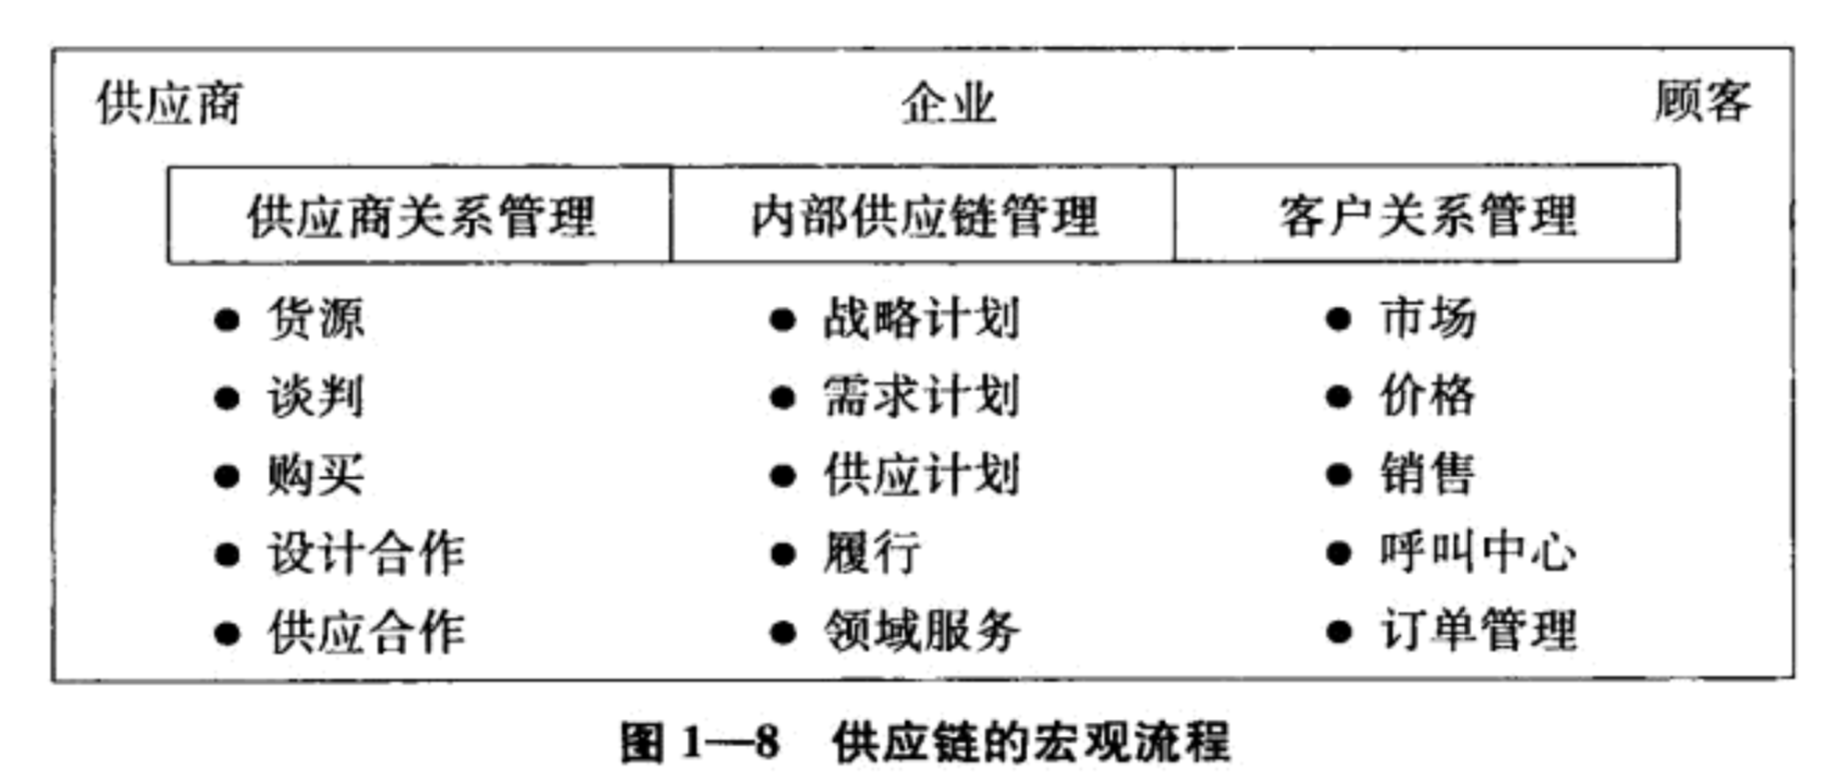 供应商 企业 顾客
供应商关系管理 内部供应链管理 客户关系管理
● 货源 ● 战略计划 ● 市场
● 谈判 ● 需求计划 ● 价格
● 购买 ● 供应计划 ● 销售
● 设计合作 ● 履行 ● 呼叫中心
● 供应合作 ● 领域服务 ● 订单管理
图 1—8 供应链的宏观流程